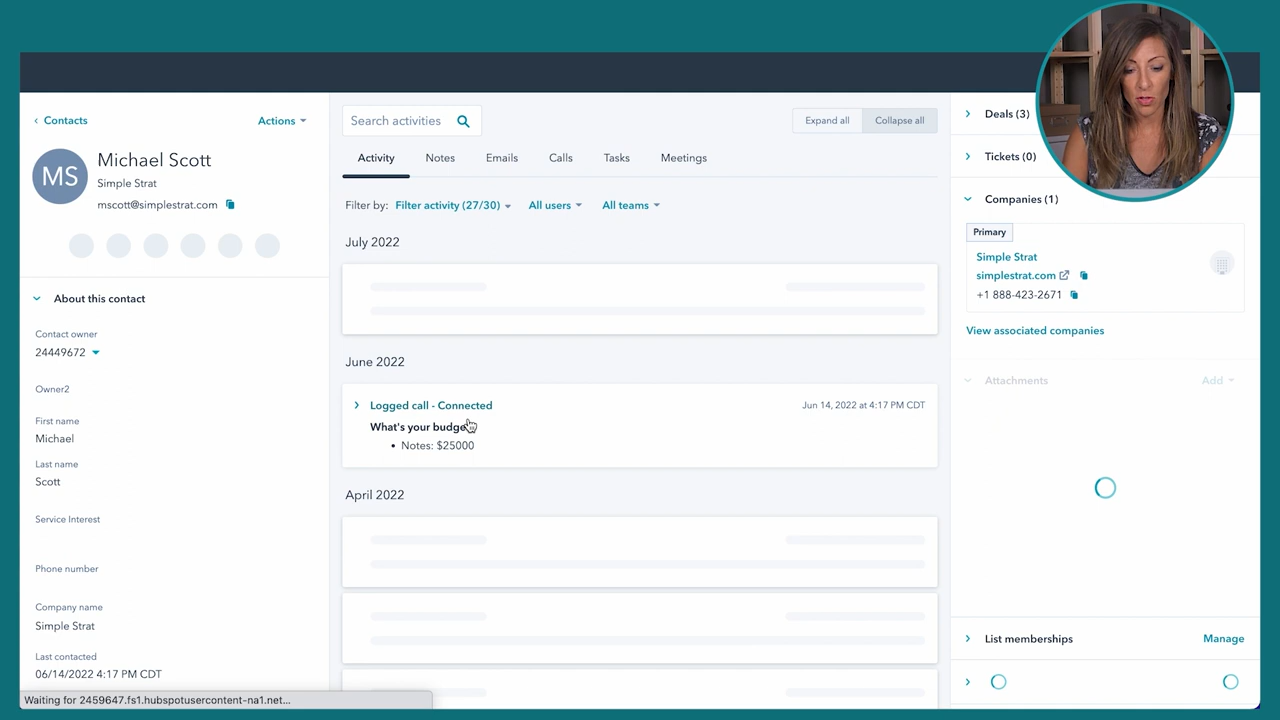 Contacts
Actions
MS
Michael Scott
Simple Strat
mscott@simplestrat.com
About this contact
Contact owner
24449672
Owner2
First name
Michael
Last name
Scott
Service Interest
Phone number
Company name
Simple Strat
Last contacted
06/14/2022 4:17 PM CDT
Waiting for 2459647.fs1.hubspotusercontent-na1.net...
Search activities
Expand all
Collapse all
Activity Notes Emails Calls Tasks Meetings
Filter by: Filter activity (27/30) All users All teams
July 2022
June 2022
Logged call - Connected Jun 14, 2022 at 4:17 PM CDT
What's your budge
• Notes: $25000
April 2022
Deals (3)
Tickets (0)
Companies (1)
Primary
Simple Strat
simplestrat.com
+1 888-423-2671
View associated companies
Attachments Add
List memberships Manage